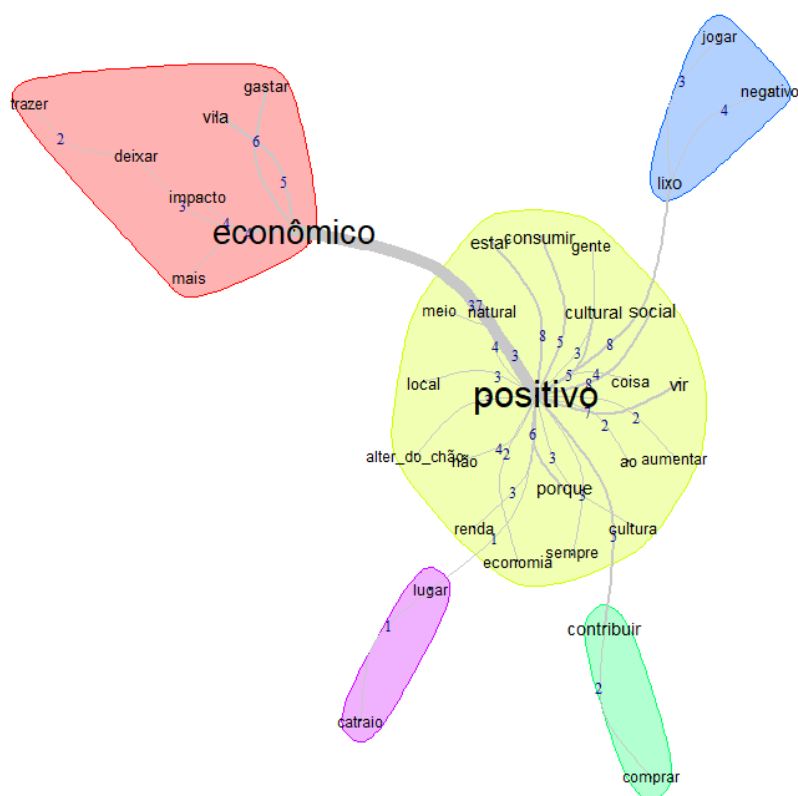 jogar
3
negativo
4
lixo
gastar
trazer
vila
6
2
deixar
5
impacto
3
4
econômico
mais
estar
consumir
gente
37
meio
natural
cultural
social
8
5
3
8
4
3
local
3
5
4
coisa
vir
8
positivo
7
2
2
6
alter_do_chão
não
4
2
3
ao
aumentar
porque
3
3
renda
1
cultura
5
economia
sempre
lugar
1
contribuir
2
catraio
comprar